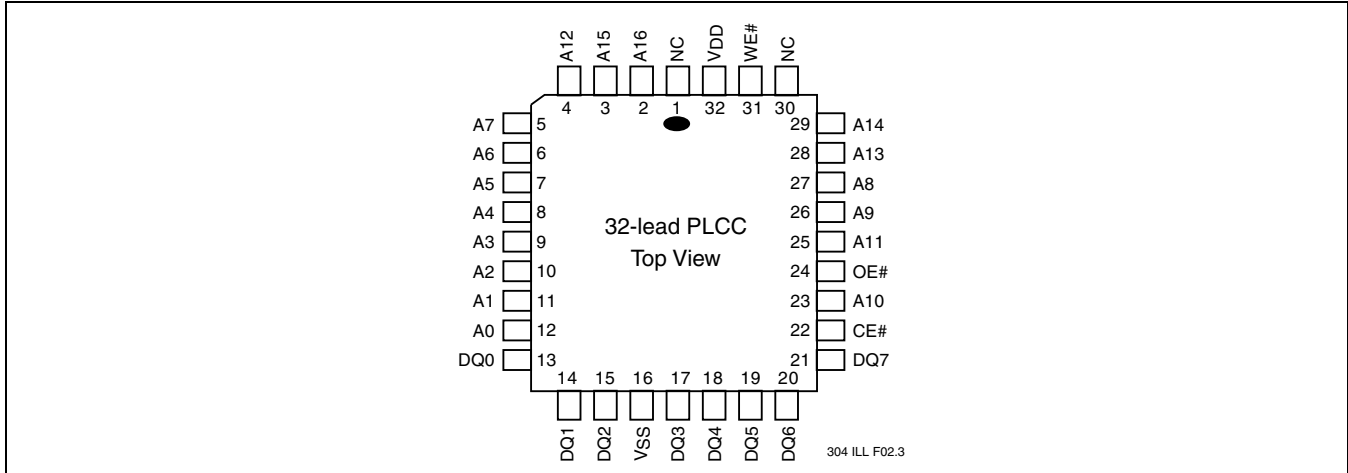 A12 A15 A16 NC VDD WE# NC
4 3 2 1 32 31 30
A7 5 29 A14
A6 6 28 A13
A5 7 27 A8
A4 8 26 A9
A3 9 25 A11
A2 10 24 OE#
A1 11 23 A10
A0 12 22 CE#
DQ0 13 21 DQ7
32-lead PLCC
Top View
14 15 16 17 18 19 20
DQ1 DQ2 VSS DQ3 DQ4 DQ5 DQ6
304 ILL F02.3